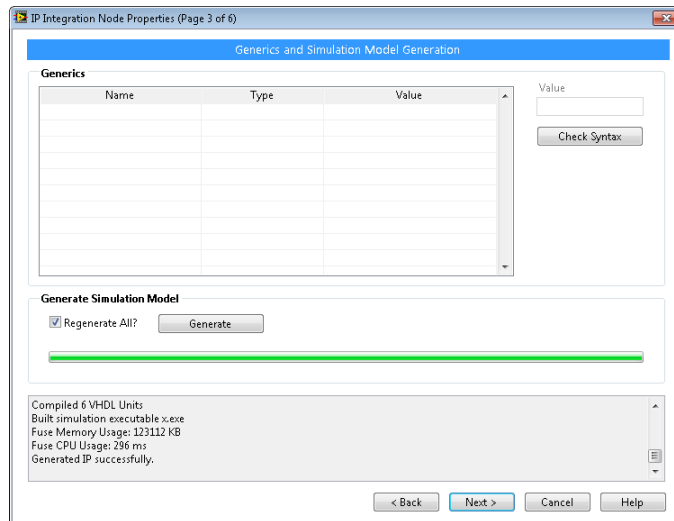 IP Integration Node Properties (Page 3 of 6)
Generics and Simulation Model Generation
Generics
Name Type Value
Value
Check Syntax
Generate Simulation Model
Regenerate All? Generate
Compiled 6 VHDL Units
Built simulation executable x.exe
Fuse Memory Usage: 123112 KB
Fuse CPU Usage: 296 ms
Generated IP successfully.
< Back Next > Cancel Help